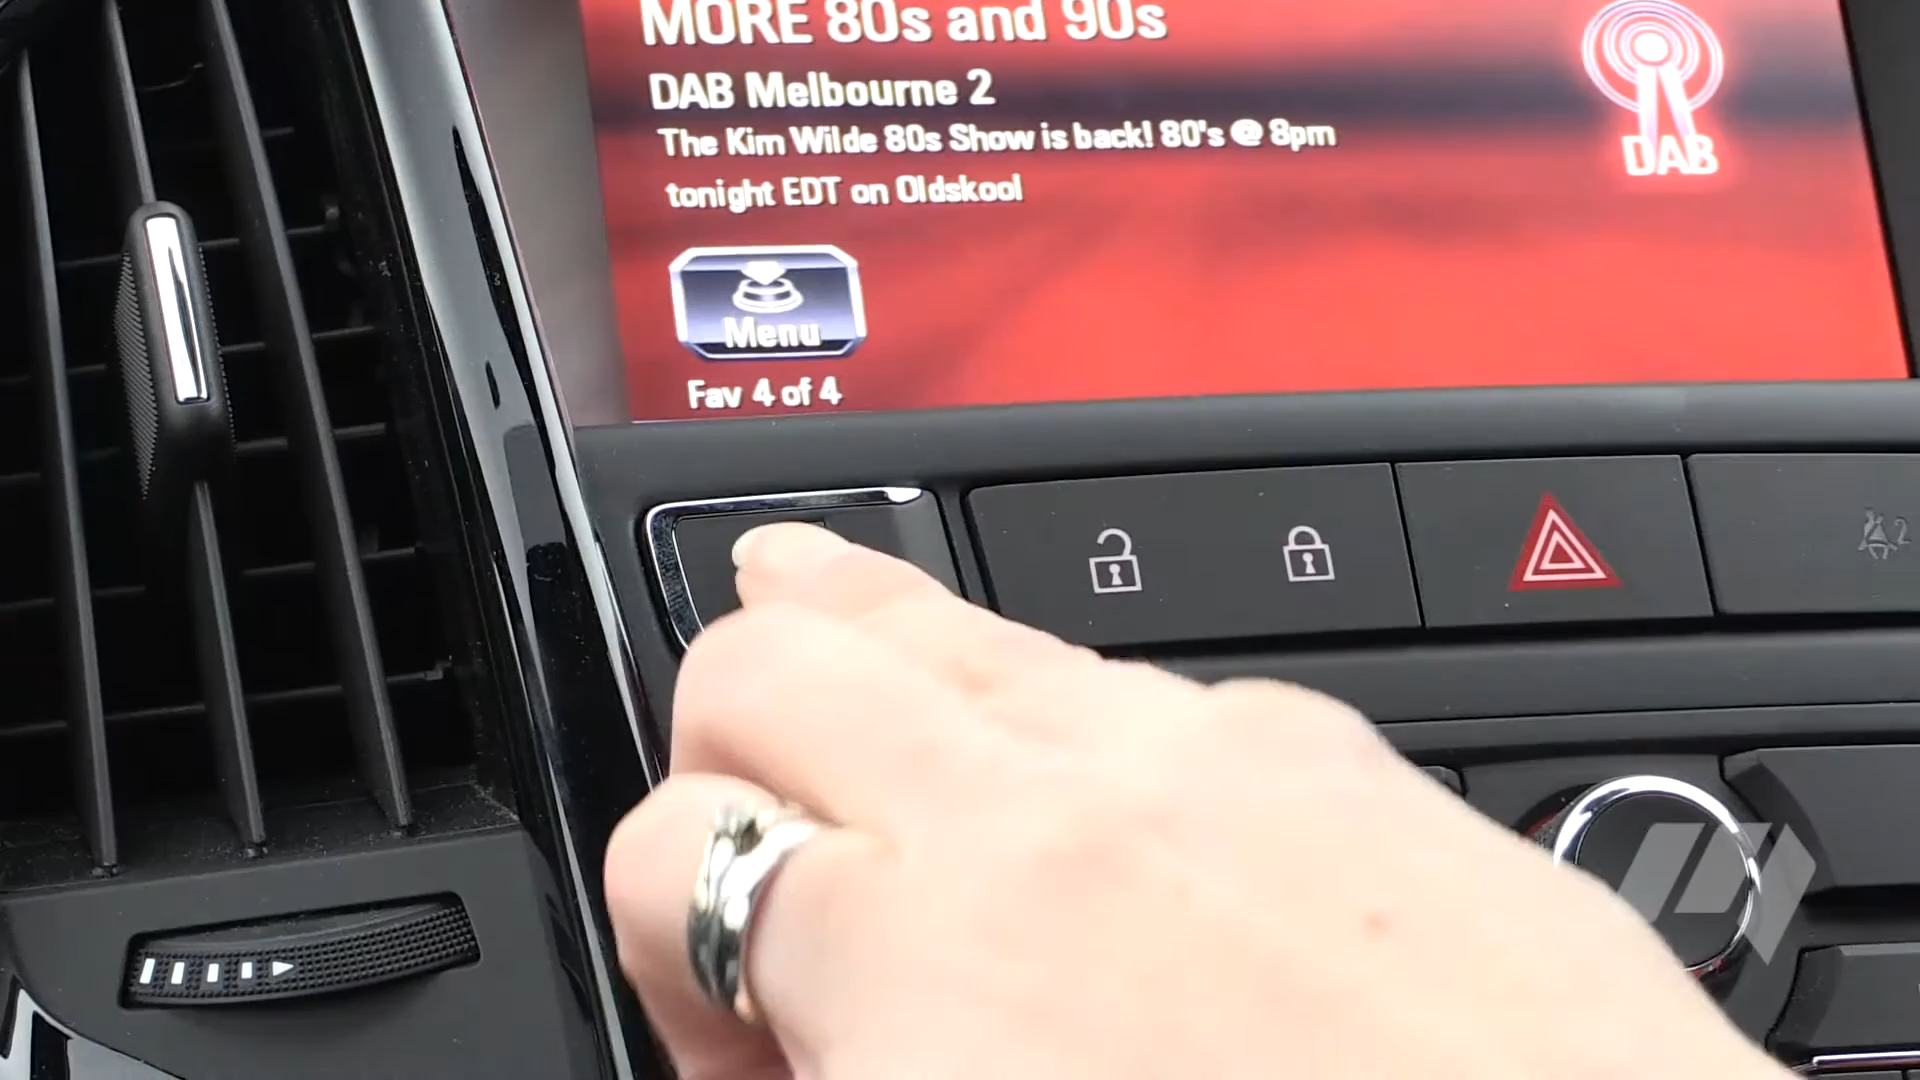 MORE 80s and 90s
DAB Melbourne 2
The Kim Wilde 80s Show is back! 80's @ 8pm
tonight EDT on Oldskool
DAB
Menu
Fav 4 of 4
2